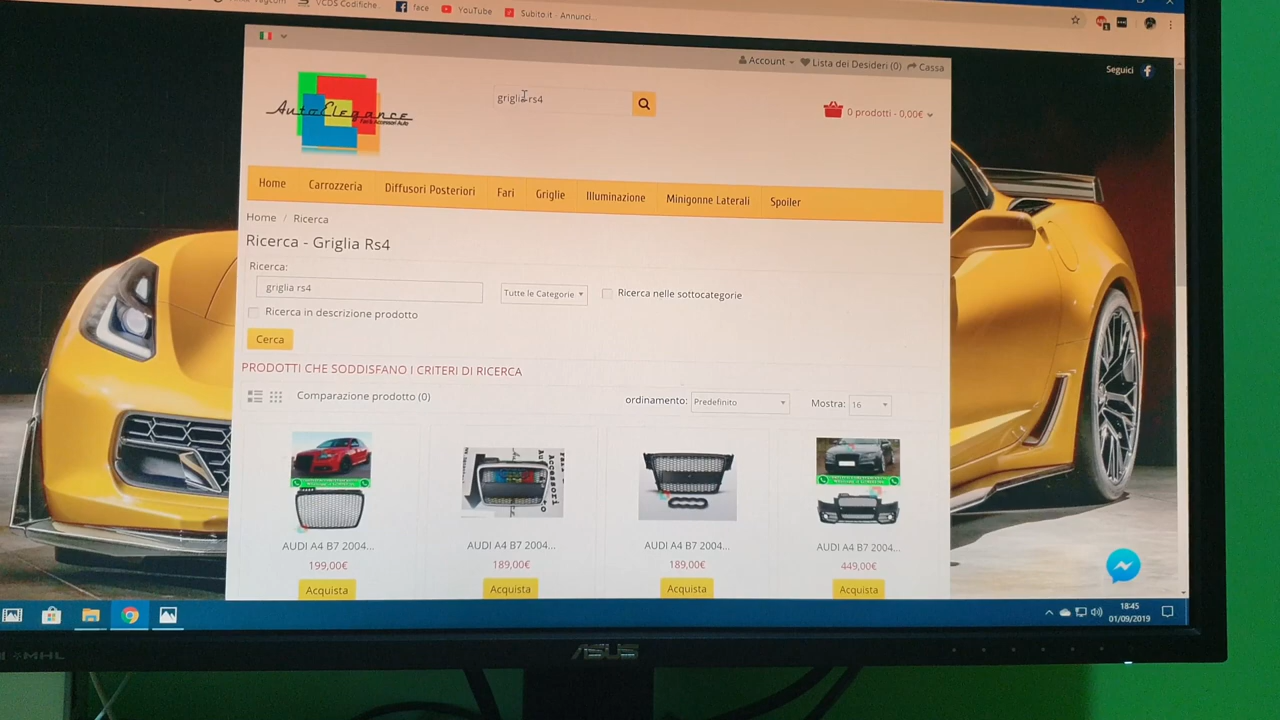 VCDS Codifiche.
face
YouTube
Subito.it - Annunci...
Account
Lista dei Desideri (0)
Cassa
Seguici
AutoElegance
Fari & Accessori Auto
griglia rs4
0 prodotti - 0,00€
Home
Carrozzeria
Diffusori Posteriori
Fari
Griglie
Illuminazione
Minigonne Laterali
Spoiler
Home / Ricerca
Ricerca - Griglia Rs4
Ricerca:
griglia rs4
Tutte le Categorie
Ricerca nelle sottocategorie
Ricerca in descrizione prodotto
Cerca
PRODOTTI CHE SODDISFANO I CRITERI DI RICERCA
Comparazione prodotto (0)
ordinamento:
Predefinito
Mostra:
16
AUDI A4 B7 2004...
199,00€
Acquista
AUDI A4 B7 2004...
189,00€
Acquista
AUDI A4 B7 2004...
189,00€
Acquista
AUDI A4 B7 2004...
449,00€
Acquista
18:45
01/09/2019
MHL
ASUS